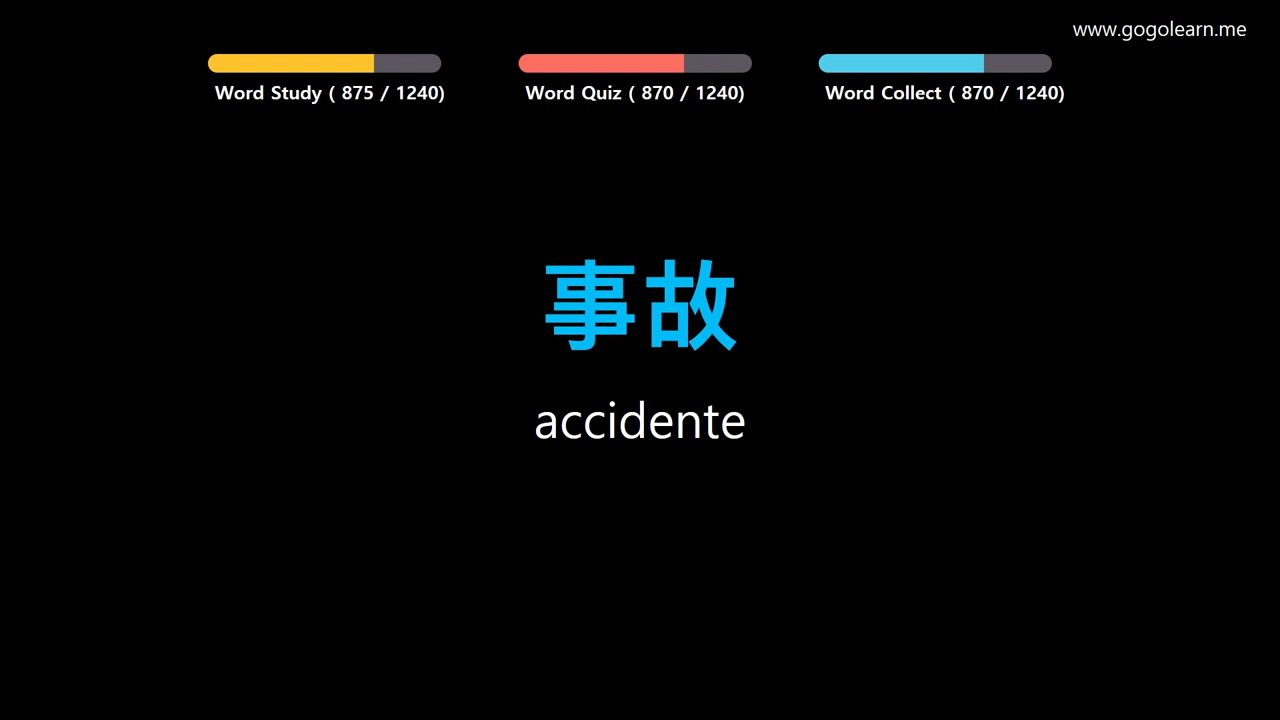 www.gogolearn.me
Word Study ( 875 / 1240)
Word Quiz ( 870 / 1240)
Word Collect ( 870 / 1240)
事故
accidente